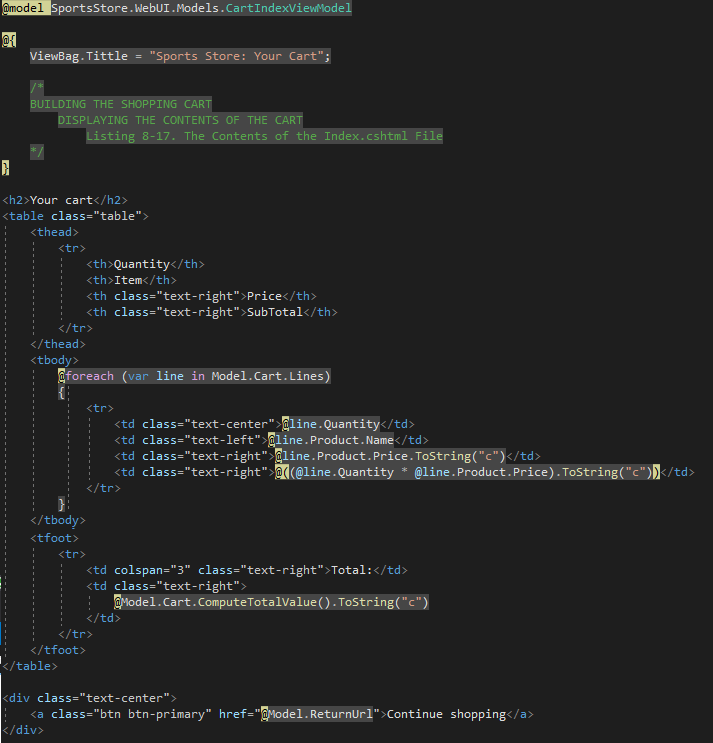 @model SportsStore.WebUI.Models.CartIndexViewModel
@{
ViewBag.Tittle = "Sports Store: Your Cart";
/*
BUILDING THE SHOPPING CART
DISPLAYING THE CONTENTS OF THE CART
Listing 8-17. The Contents of the Index.cshtml File
*/
}
<h2>Your cart</h2>
<table class="table">
<thead>
<tr>
<th>Quantity</th>
<th>Item</th>
<th class="text-right">Price</th>
<th class="text-right">SubTotal</th>
</tr>
</thead>
<tbody>
@foreach (var line in Model.Cart.Lines)
{
<tr>
<td class="text-center">@line.Quantity</td>
<td class="text-left">@line.Product.Name</td>
<td class="text-right">@line.Product.Price.ToString("c")</td>
<td class="text-right">@((@line.Quantity * @line.Product.Price).ToString("c"))</td>
</tr>
}
</tbody>
<tfoot>
<tr>
<td colspan="3" class="text-right">Total:</td>
<td class="text-right">
@Model.Cart.ComputeTotalValue().ToString("c")
</td>
</tr>
</tfoot>
</table>
<div class="text-center">
<a class="btn btn-primary" href="@Model.ReturnUrl">Continue shopping</a>
</div>